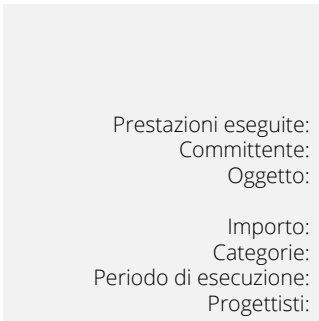 Prestazioni eseguite:
Committente:
Oggetto:
Importo:
Categorie:
Periodo di esecuzione:
Progettisti: